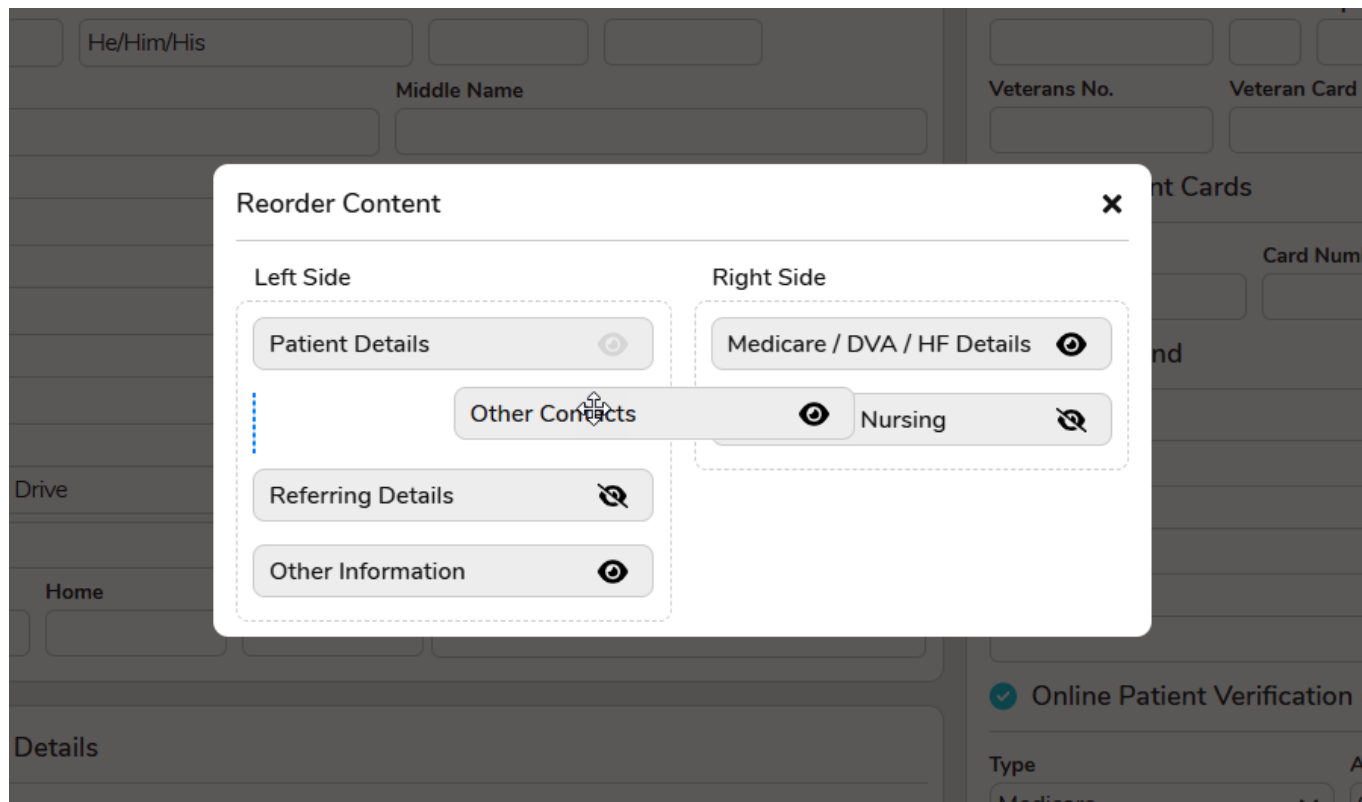 He/Him/His
Middle Name
Veterans No.
Veteran Card
nt Cards
Card Num
nd
Reorder Content
Left Side
Right Side
Patient Details
Medicare / DVA / HF Details
Other Contacts
Nursing
Referring Details
Other Information
Drive
Home
Online Patient Verification
Details
Type
Medicare